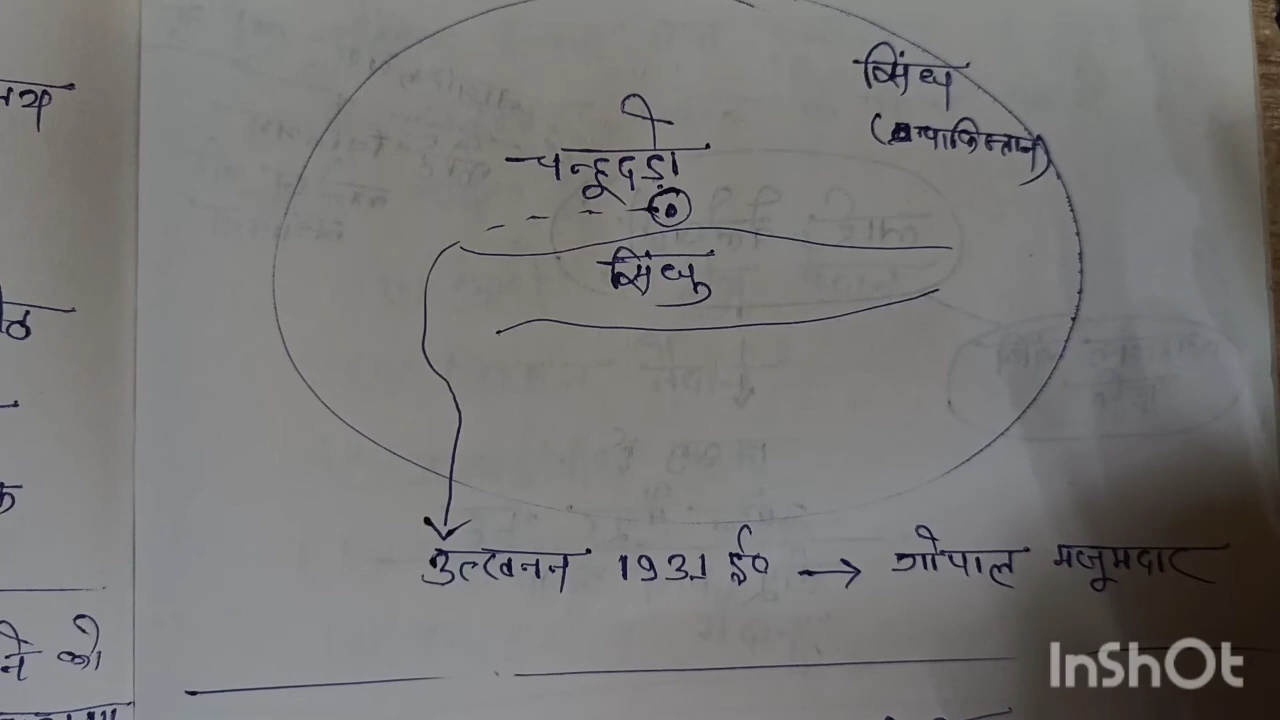 सिंध
(पाकिस्तान)
चन्हूदड़ो
सिंधु
उत्खनन 1931 ई० → गोपाल मजूमदार
ने को
InShOt